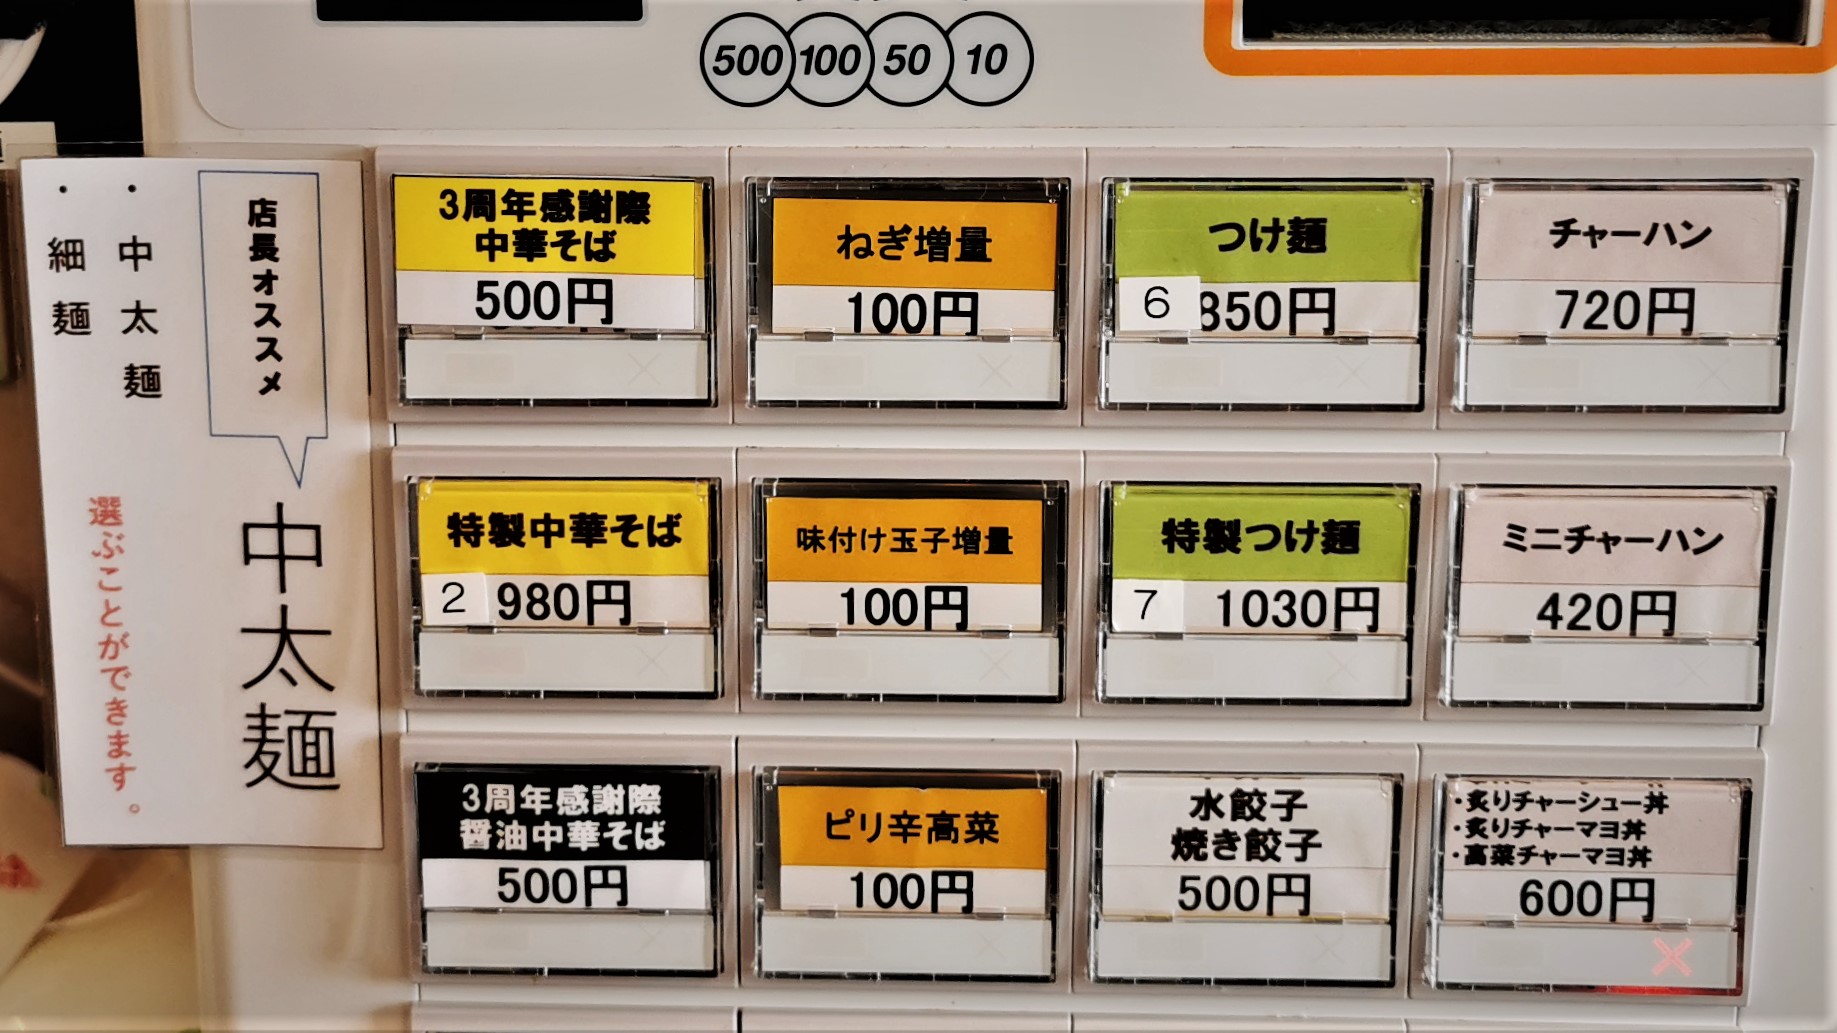 500 100 50 10
店長オススメ
中太麺
・中太麺
・細麺
選ぶことができます。
3周年感謝際
中華そば
500円
ねぎ増量
100円
つけ麺
6 850円
チャーハン
720円
特製中華そば
2 980円
味付け玉子増量
100円
特製つけ麺
7 1030円
ミニチャーハン
420円
3周年感謝際
醤油中華そば
500円
ピリ辛高菜
100円
水餃子
焼き餃子
500円
・炙りチャーシュー丼
・炙りチャーマヨ丼
・高菜チャーマヨ丼
600円